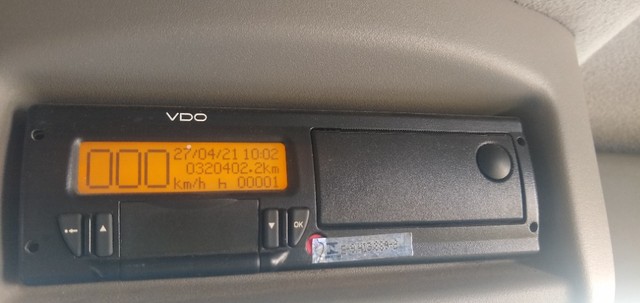 VDO
000
27/04/21 10:02
0320402.2km
km/h h 00001
OK